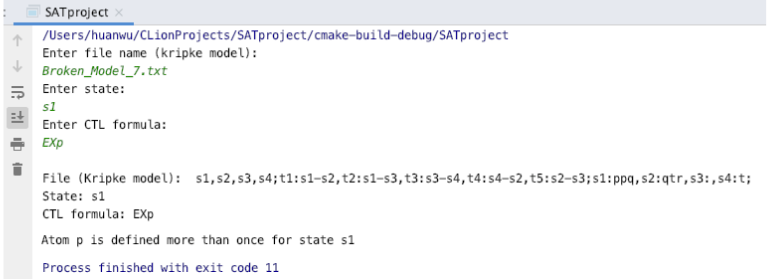 SATproject
/Users/huanwu/CLionProjects/SATproject/cmake-build-debug/SATproject
Enter file name (kripke model):
Broken_Model_7.txt
Enter state:
s1
Enter CTL formula:
EXp
File (Kripke model):  s1,s2,s3,s4;t1:s1-s2,t2:s1-s3,t3:s3-s4,t4:s4-s2,t5:s2-s3;s1:ppq,s2:qtr,s3:,s4:t;
State: s1
CTL formula: EXp
Atom p is defined more than once for state s1
Process finished with exit code 11